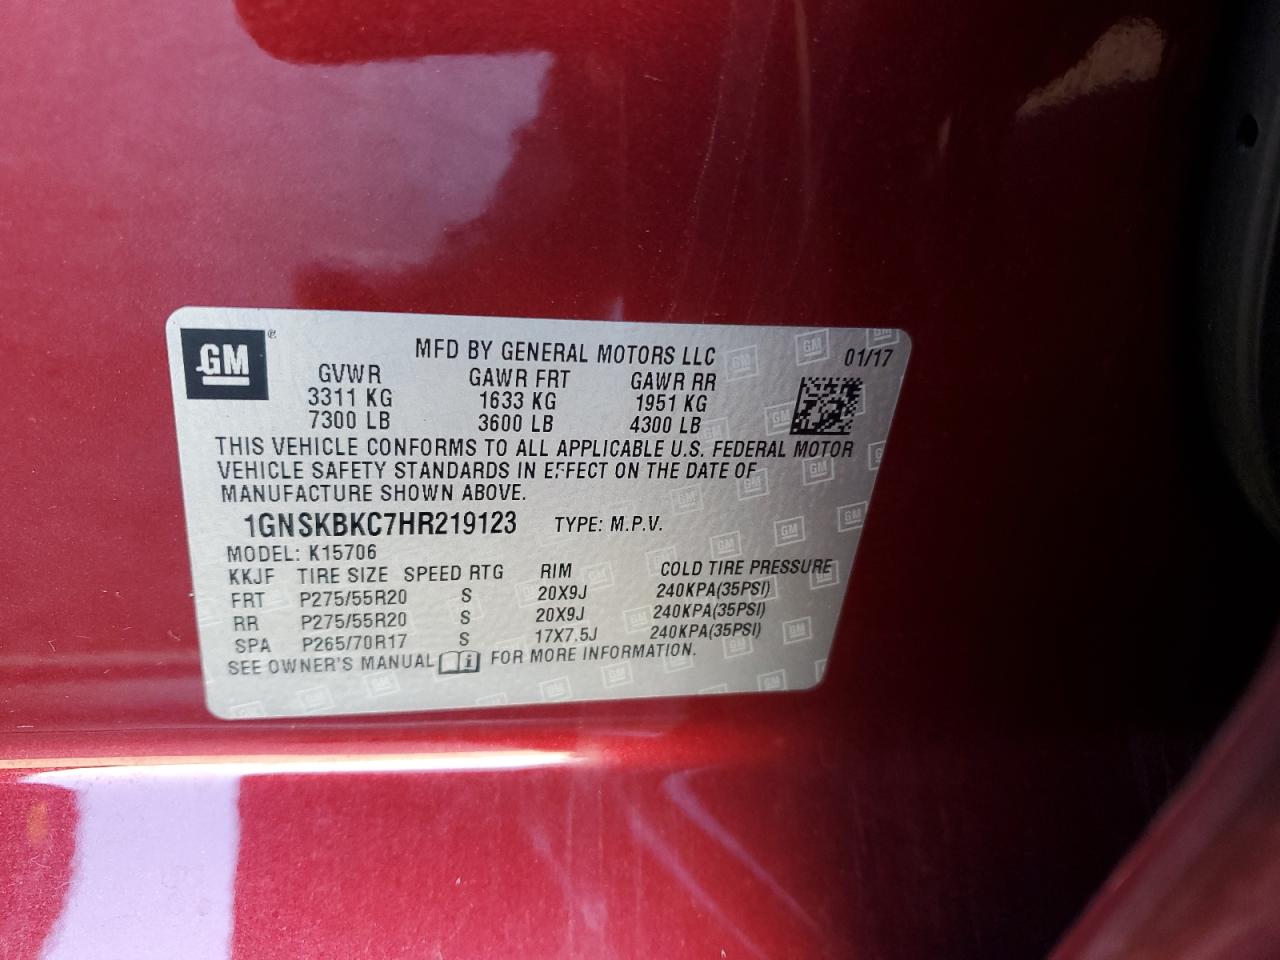 GM
MFD BY GENERAL MOTORS LLC 01/17
GVWR GAWR FRT GAWR RR
3311 KG 1633 KG 1951 KG
7300 LB 3600 LB 4300 LB
THIS VEHICLE CONFORMS TO ALL APPLICABLE U.S. FEDERAL MOTOR
VEHICLE SAFETY STANDARDS IN EFFECT ON THE DATE OF
MANUFACTURE SHOWN ABOVE.
1GNSKBKC7HR219123 TYPE: M.P.V.
MODEL: K15706
KKJF TIRE SIZE SPEED RTG RIM COLD TIRE PRESSURE
FRT P275/55R20 S 20X9J 240KPA(35PSI)
RR P275/55R20 S 20X9J 240KPA(35PSI)
SPA P265/70R17 S 17X7.5J 240KPA(35PSI)
SEE OWNER'S MANUAL i FOR MORE INFORMATION.